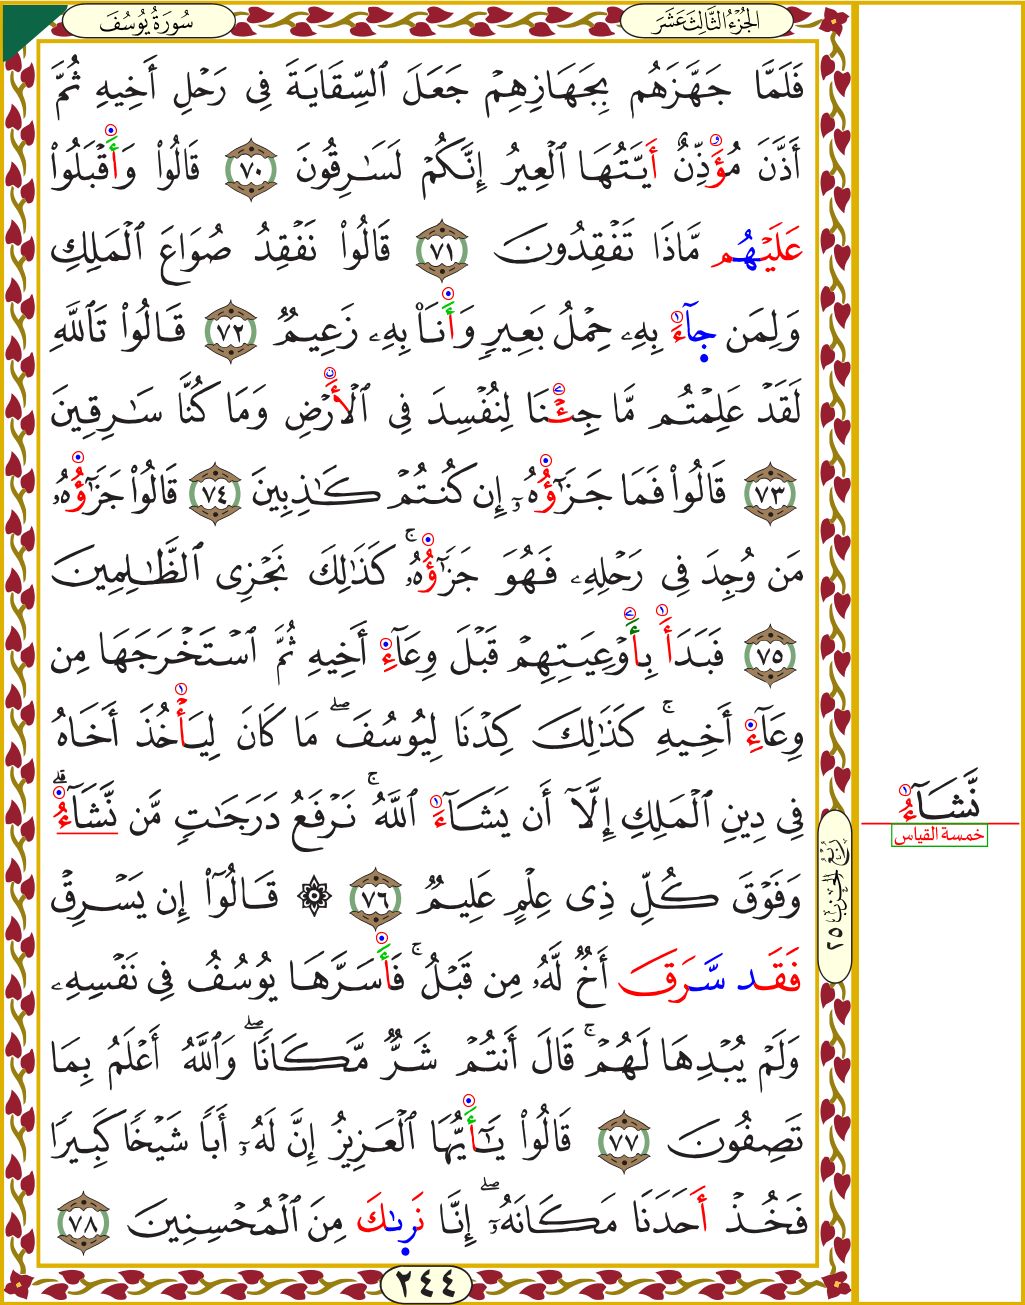 الجُزْءُ الثَّالِثَ عَشَرَ
سُورَةُ يُوسُفَ
فَلَمَّا جَهَّزَهُم بِجَهَازِهِمْ جَعَلَ ٱلسِّقَايَةَ فِى رَحْلِ أَخِيهِ ثُمَّ
أَذَّنَ مُؤَذِّنٌ أَيَّتُهَا ٱلْعِيرُ إِنَّكُمْ لَسَـٰرِقُونَ ٧٠ قَالُوا۟ وَأَقْبَلُوا۟
عَلَيْهُم مَّاذَا تَفْقِدُونَ ٧١ قَالُوا۟ نَفْقِدُ صُوَاعَ ٱلْمَلِكِ
وَلِمَن جَآءَ بِهِۦ حِمْلُ بَعِيرٍ وَأَنَا۠ بِهِۦ زَعِيمٌ ٧٢ قَالُوا۟ تَٱللَّهِ
لَقَدْ عَلِمْتُم مَّا جِئْنَا لِنُفْسِدَ فِى ٱلْأَرْضِ وَمَا كُنَّا سَـٰرِقِينَ
٧٣ قَالُوا۟ فَمَا جَزَٰٓؤُهُۥٓ إِن كُنتُمْ كَـٰذِبِينَ ٧٤ قَالُوا۟ جَزَٰٓؤُهُۥ
مَن وُجِدَ فِى رَحْلِهِۦ فَهُوَ جَزَٰٓؤُهُۥ ۚ كَذَٰلِكَ نَجْزِى ٱلظَّـٰلِمِينَ
٧٥ فَبَدَأَ بِأَوْعِيَتِهِمْ قَبْلَ وِعَآءِ أَخِيهِ ثُمَّ ٱسْتَخْرَجَهَا مِن
وِعَآءِ أَخِيهِ ۚ كَذَٰلِكَ كِدْنَا لِيُوسُفَ ۖ مَا كَانَ لِيَأْخُذَ أَخَاهُ
فِى دِينِ ٱلْمَلِكِ إِلَّآ أَن يَشَآءَ ٱللَّهُ ۚ نَرْفَعُ دَرَجَـٰتِ مَّن نَّشَآءُ ۗ
وَفَوْقَ كُلِّ ذِى عِلْمٍ عَلِيمٌ ٧٦ ۞ قَالُوٓا۟ إِن يَسْرِقْ
فَقَد سَّرَقَ أَخٌ لَّهُۥ مِن قَبْلُ ۚ فَأَسَرَّهَا يُوسُفُ فِى نَفْسِهِۦ
وَلَمْ يُبْدِهَا لَهُمْ ۚ قَالَ أَنتُمْ شَرٌّ مَّكَانًا ۖ وَٱللَّهُ أَعْلَمُ بِمَا
تَصِفُونَ ٧٧ قَالُوا۟ يَـٰٓأَيُّهَا ٱلْعَزِيزُ إِنَّ لَهُۥٓ أَبًا شَيْخًا كَبِيرًا
فَخُذْ أَحَدَنَا مَكَانَهُۥٓ ۖ إِنَّا نَرَىٰكَ مِنَ ٱلْمُحْسِنِينَ ٧٨
٢٤٤
نَّشَآءُ
خمسة القياس
رُبْعُ الحِزْب ٢٥